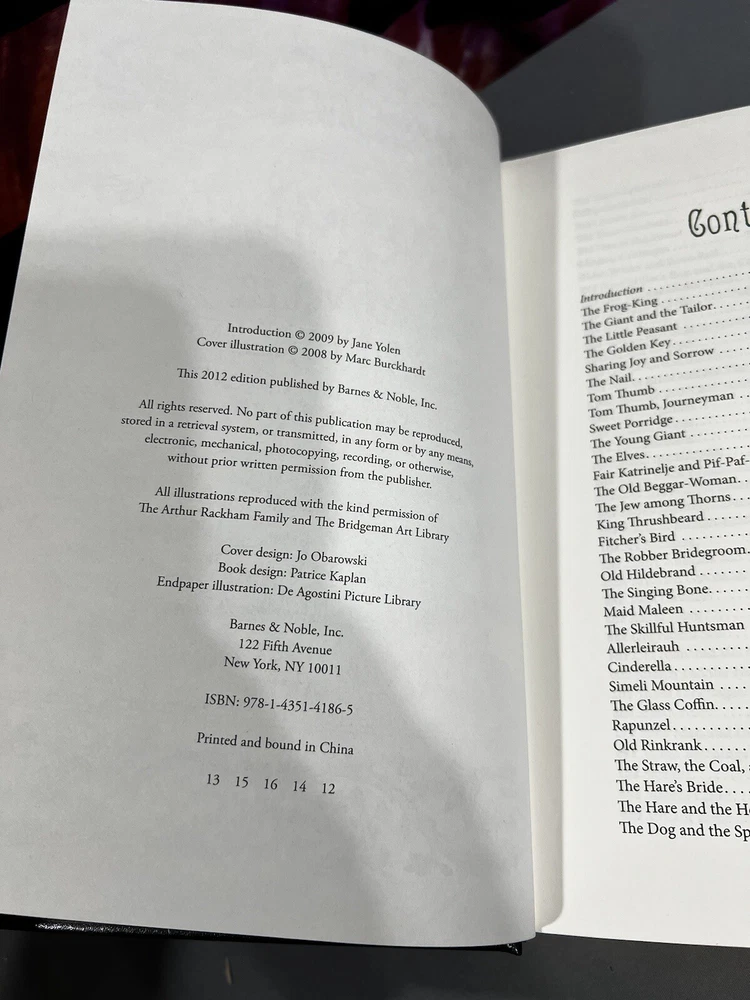 Introduction © 2009 by Jane Yolen
Cover illustration © 2008 by Marc Burckhardt
This 2012 edition published by Barnes & Noble, Inc.
All rights reserved. No part of this publication may be reproduced,
stored in a retrieval system, or transmitted, in any form or by any means,
electronic, mechanical, photocopying, recording, or otherwise,
without prior written permission from the publisher.
All illustrations reproduced with the kind permission of
The Arthur Rackham Family and The Bridgeman Art Library
Cover design: Jo Obarowski
Book design: Patrice Kaplan
Endpaper illustration: De Agostini Picture Library
Barnes & Noble, Inc.
122 Fifth Avenue
New York, NY 10011
ISBN: 978-1-4351-4186-5
Printed and bound in China
13 15 16 14 12
Cont
Introduction . . . . . . . . . .
The Frog-King . . . . . . . . .
The Giant and the Tailor. . . .
The Little Peasant . . . . . . .
The Golden Key . . . . . . . .
Sharing Joy and Sorrow . . . .
The Nail. . . . . . . . . . . .
Tom Thumb . . . . . . . . . .
Tom Thumb, Journeyman . .
Sweet Porridge . . . . . . . . .
The Young Giant . . . . . . .
The Elves. . . . . . . . . . . .
Fair Katrinelje and Pif-Paf-
The Old Beggar-Woman. . .
The Jew among Thorns . . .
King Thrushbeard . . . . . .
Fitcher's Bird . . . . . . . . .
The Robber Bridegroom.
Old Hildebrand . . . . . . .
The Singing Bone. . . . . .
Maid Maleen . . . . . . . .
The Skillful Huntsman
Allerleirauh . . . . . . . . .
Cinderella . . . . . . . . . .
Simeli Mountain . . . . .
The Glass Coffin. . . . . .
Rapunzel . . . . . . . . . .
Old Rinkrank . . . . . . .
The Straw, the Coal,
The Hare's Bride. . . .
The Hare and the H
The Dog and the Sp